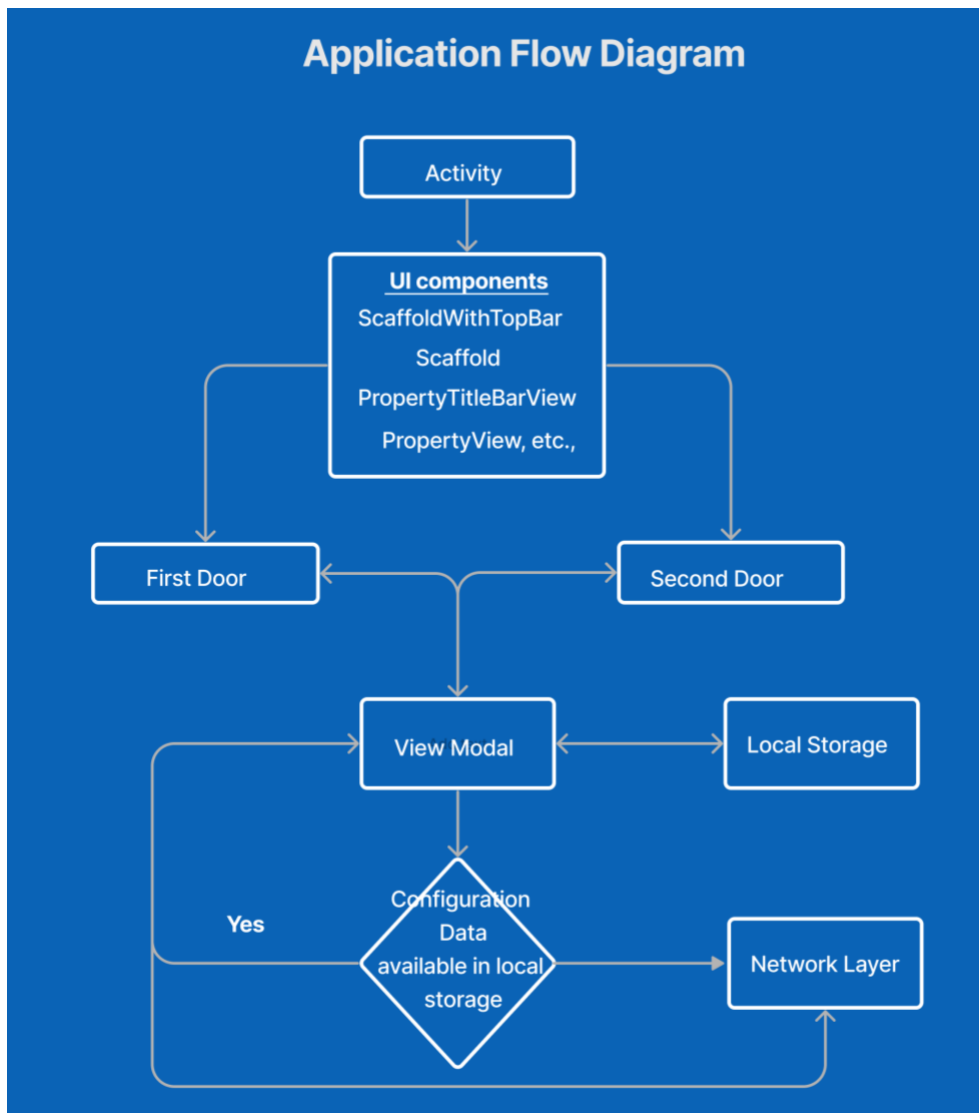 Application Flow Diagram
Activity
UI components
ScaffoldWithTopBar
Scaffold
PropertyTitleBarView
PropertyView, etc.,
First Door
Second Door
View Modal
Local Storage
Configuration
Data
available in local
storage
Yes
Network Layer